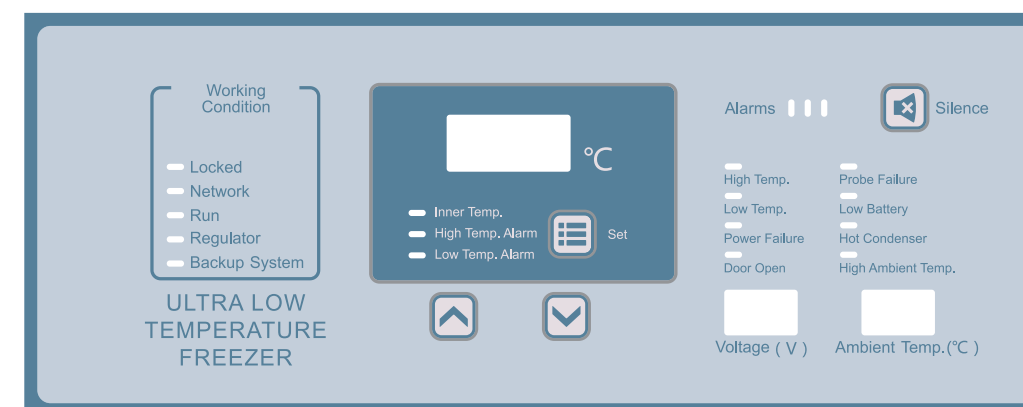 Working
Condition
Locked
Network
Run
Regulator
Backup System
ULTRA LOW
TEMPERATURE
FREEZER
℃
Inner Temp.
High Temp. Alarm
Low Temp. Alarm
Set
Alarms
Silence
High Temp.
Probe Failure
Low Temp.
Low Battery
Power Failure
Hot Condenser
Door Open
High Ambient Temp.
Voltage ( V )
Ambient Temp.(℃ )